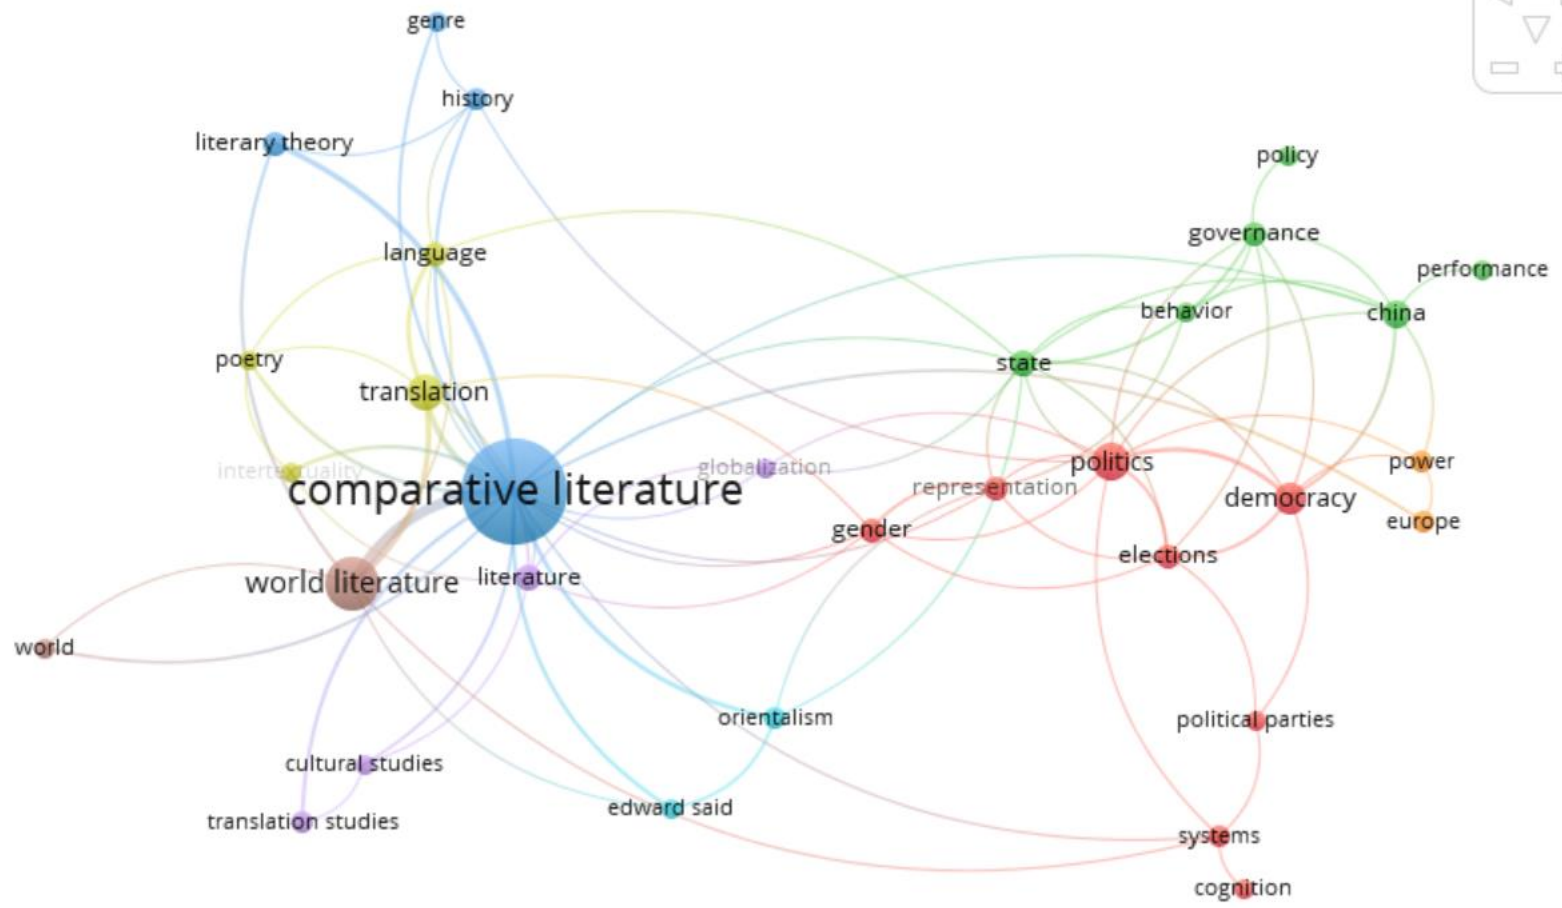 genre
history
literary theory
policy
governance
language
performance
behavior
china
poetry
state
translation
power
politics
globalization
intertextuality
representation
comparative literature
democracy
europe
gender
elections
literature
world literature
world
orientalism
political parties
cultural studies
edward said
translation studies
systems
cognition